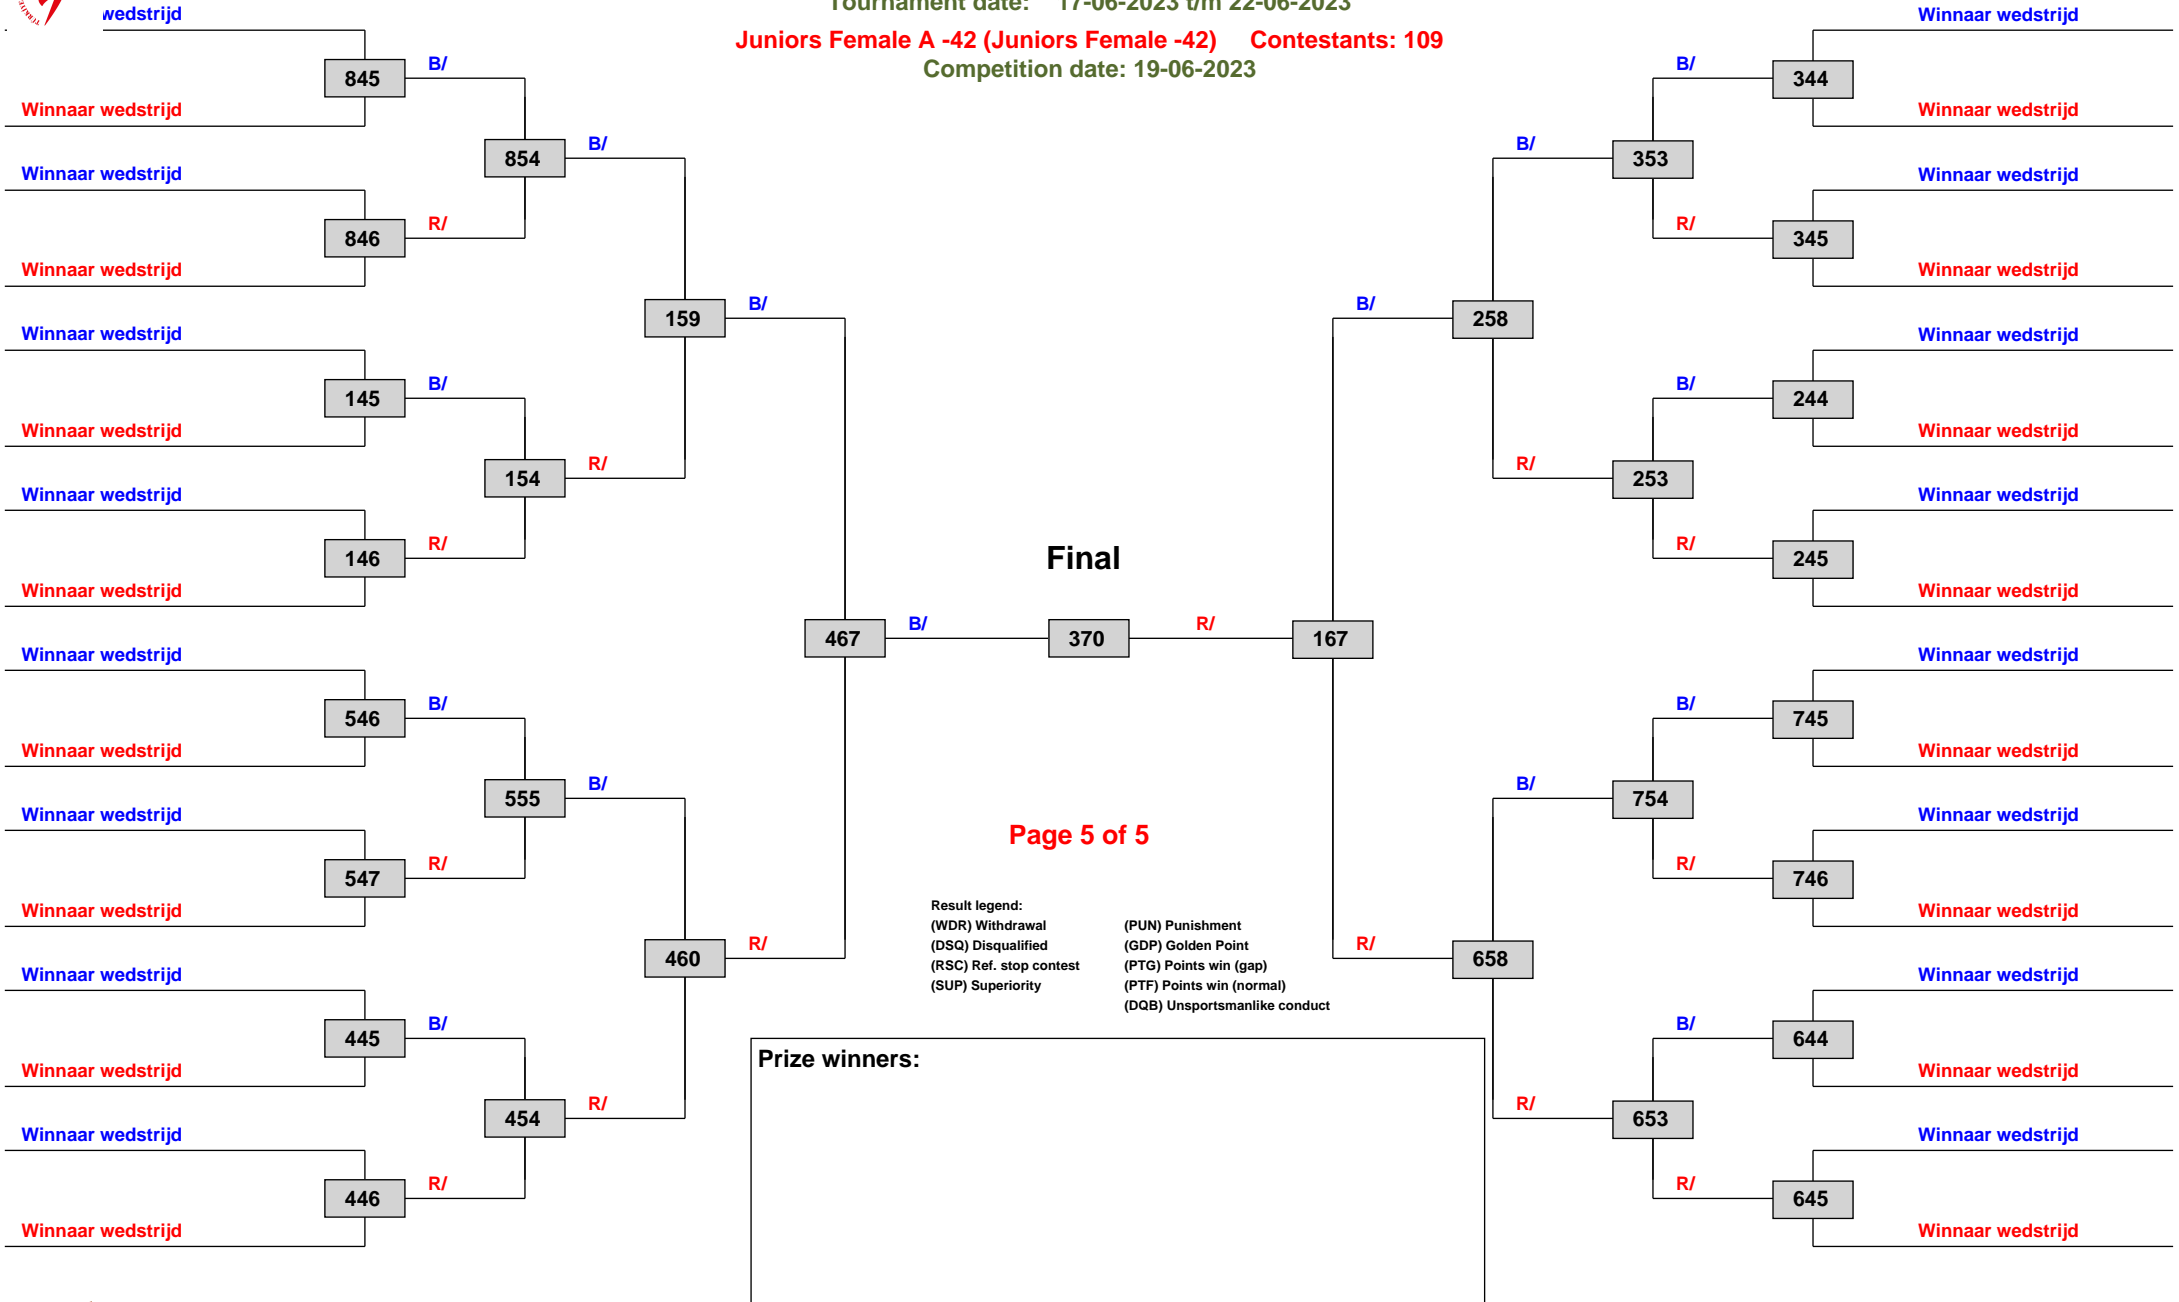 Tournament date: 17-06-2023 t/m 22-06-2023
Juniors Female A -42 (Juniors Female -42) Contestants: 109
Competition date: 19-06-2023
wedstrijd
845
B/
Winnaar wedstrijd
854
B/
Winnaar wedstrijd
846
R/
Winnaar wedstrijd
159
B/
Winnaar wedstrijd
145
B/
Winnaar wedstrijd
154
R/
Winnaar wedstrijd
146
R/
Winnaar wedstrijd
467
B/
Winnaar wedstrijd
546
B/
Winnaar wedstrijd
555
B/
Winnaar wedstrijd
547
R/
Winnaar wedstrijd
460
R/
Winnaar wedstrijd
445
B/
Winnaar wedstrijd
454
R/
Winnaar wedstrijd
446
R/
Winnaar wedstrijd
Final
370
R/
167
Page 5 of 5
Result legend:
(WDR) Withdrawal (PUN) Punishment
(DSQ) Disqualified (GDP) Golden Point
(RSC) Ref. stop contest (PTG) Points win (gap)
(SUP) Superiority (PTF) Points win (normal)
(DQB) Unsportsmanlike conduct
Prize winners:
Winnaar wedstrijd
B/
344
Winnaar wedstrijd
B/
353
Winnaar wedstrijd
R/
345
Winnaar wedstrijd
B/
258
Winnaar wedstrijd
B/
244
Winnaar wedstrijd
R/
253
Winnaar wedstrijd
R/
245
Winnaar wedstrijd
Winnaar wedstrijd
B/
745
Winnaar wedstrijd
B/
754
Winnaar wedstrijd
R/
746
Winnaar wedstrijd
R/
658
Winnaar wedstrijd
B/
644
Winnaar wedstrijd
R/
653
Winnaar wedstrijd
R/
645
Winnaar wedstrijd